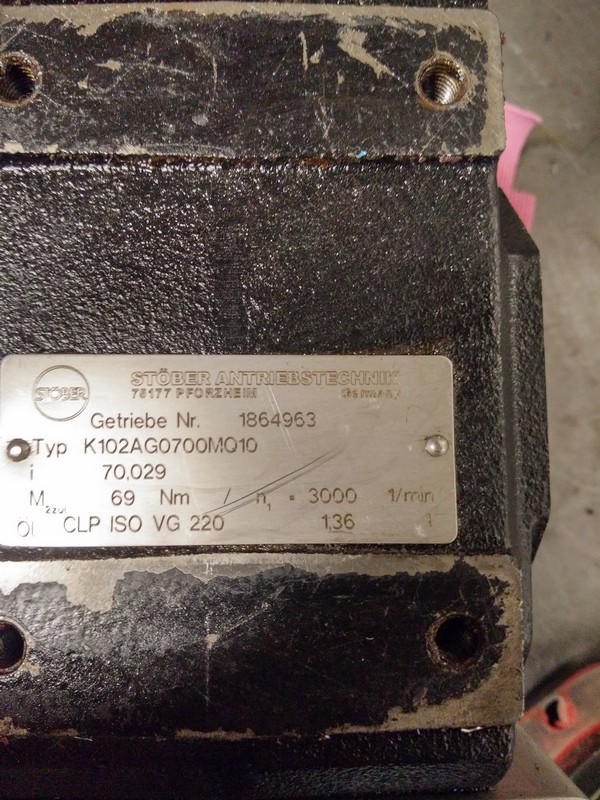 STÖBER
STÖBER ANTRIEBSTECHNIK
75177 PFORZHEIM Germany
Getriebe Nr. 1864963
Typ K102AG0700MQ10
i 70,029
M2zul 69 Nm / n1 = 3000 1/min
Öl CLP ISO VG 220 1,36 l